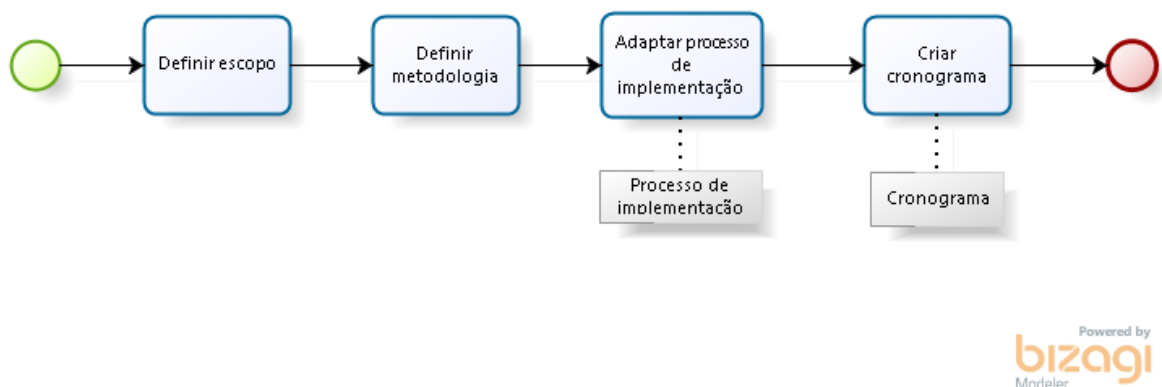 Definir escopo
Definir
metodologia
Adaptar processo
de
implementação
Criar
cronograma
Processo de
implementação
Cronograma
Powered by
bizagi
Modeler